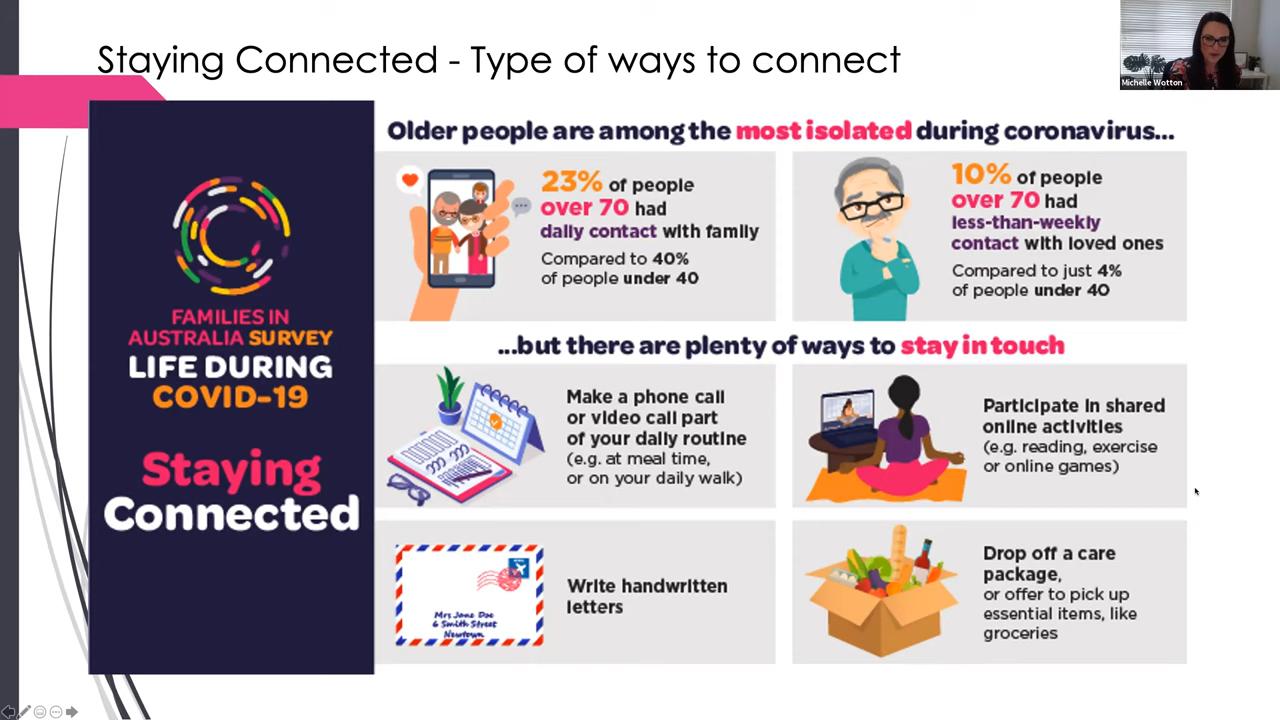 Staying Connected - Type of ways to connect
Michelle Wotton
FAMILIES IN
AUSTRALIA SURVEY
LIFE DURING
COVID-19
Staying
Connected
Older people are among the most isolated during coronavirus...
23% of people
over 70 had
daily contact with family
Compared to 40%
of people under 40
10% of people
over 70 had
less-than-weekly
contact with loved ones
Compared to just 4%
of people under 40
...but there are plenty of ways to stay in touch
Make a phone call
or video call part
of your daily routine
(e.g. at meal time,
or on your daily walk)
Participate in shared
online activities
(e.g. reading, exercise
or online games)
Mrs Jane Doe
6 Smith Street
Newtown
Write handwritten
letters
Drop off a care
package,
or offer to pick up
essential items, like
groceries